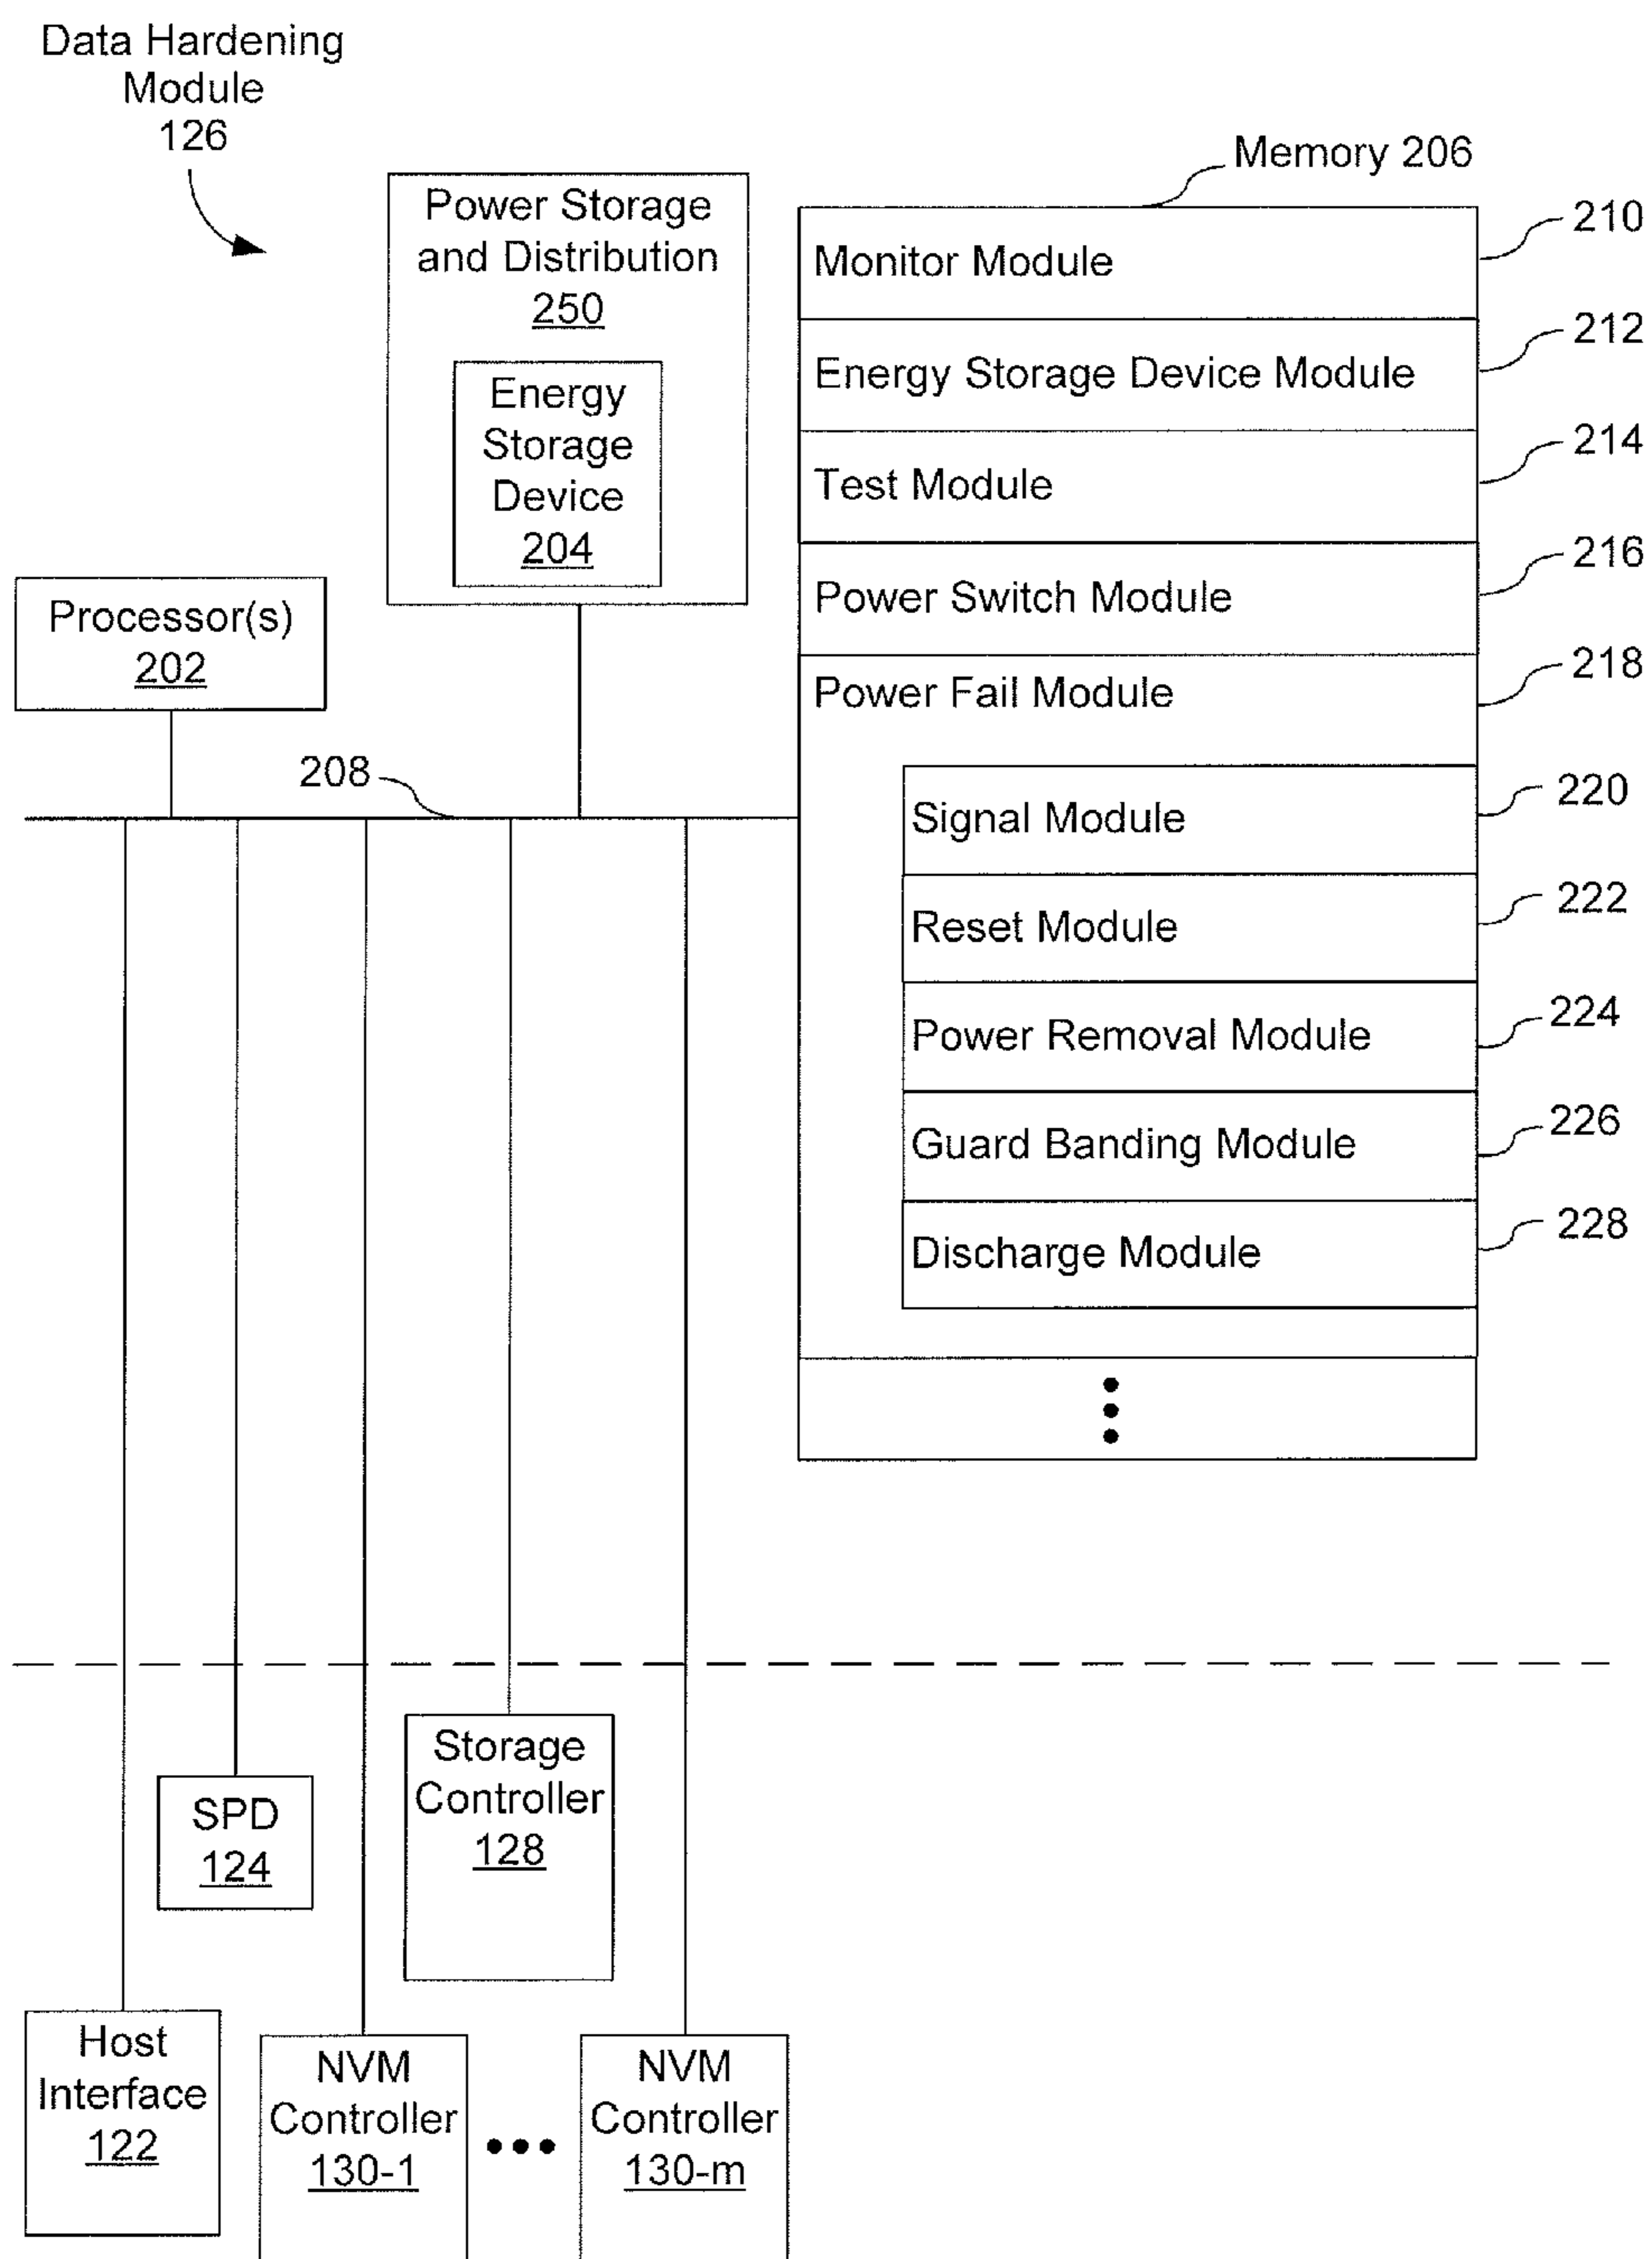 Data Hardening
Module
126
Memory 206
Power Storage
and Distribution
250
Energy
Storage
Device
204
Processor(s)
202
208
Monitor Module
210
Energy Storage Device Module
212
Test Module
214
Power Switch Module
216
Power Fail Module
218
Signal Module
220
Reset Module
222
Power Removal Module
224
Guard Banding Module
226
Discharge Module
228
Storage
Controller
128
SPD
124
Host
Interface
122
NVM
Controller
130-1
NVM
Controller
130-m